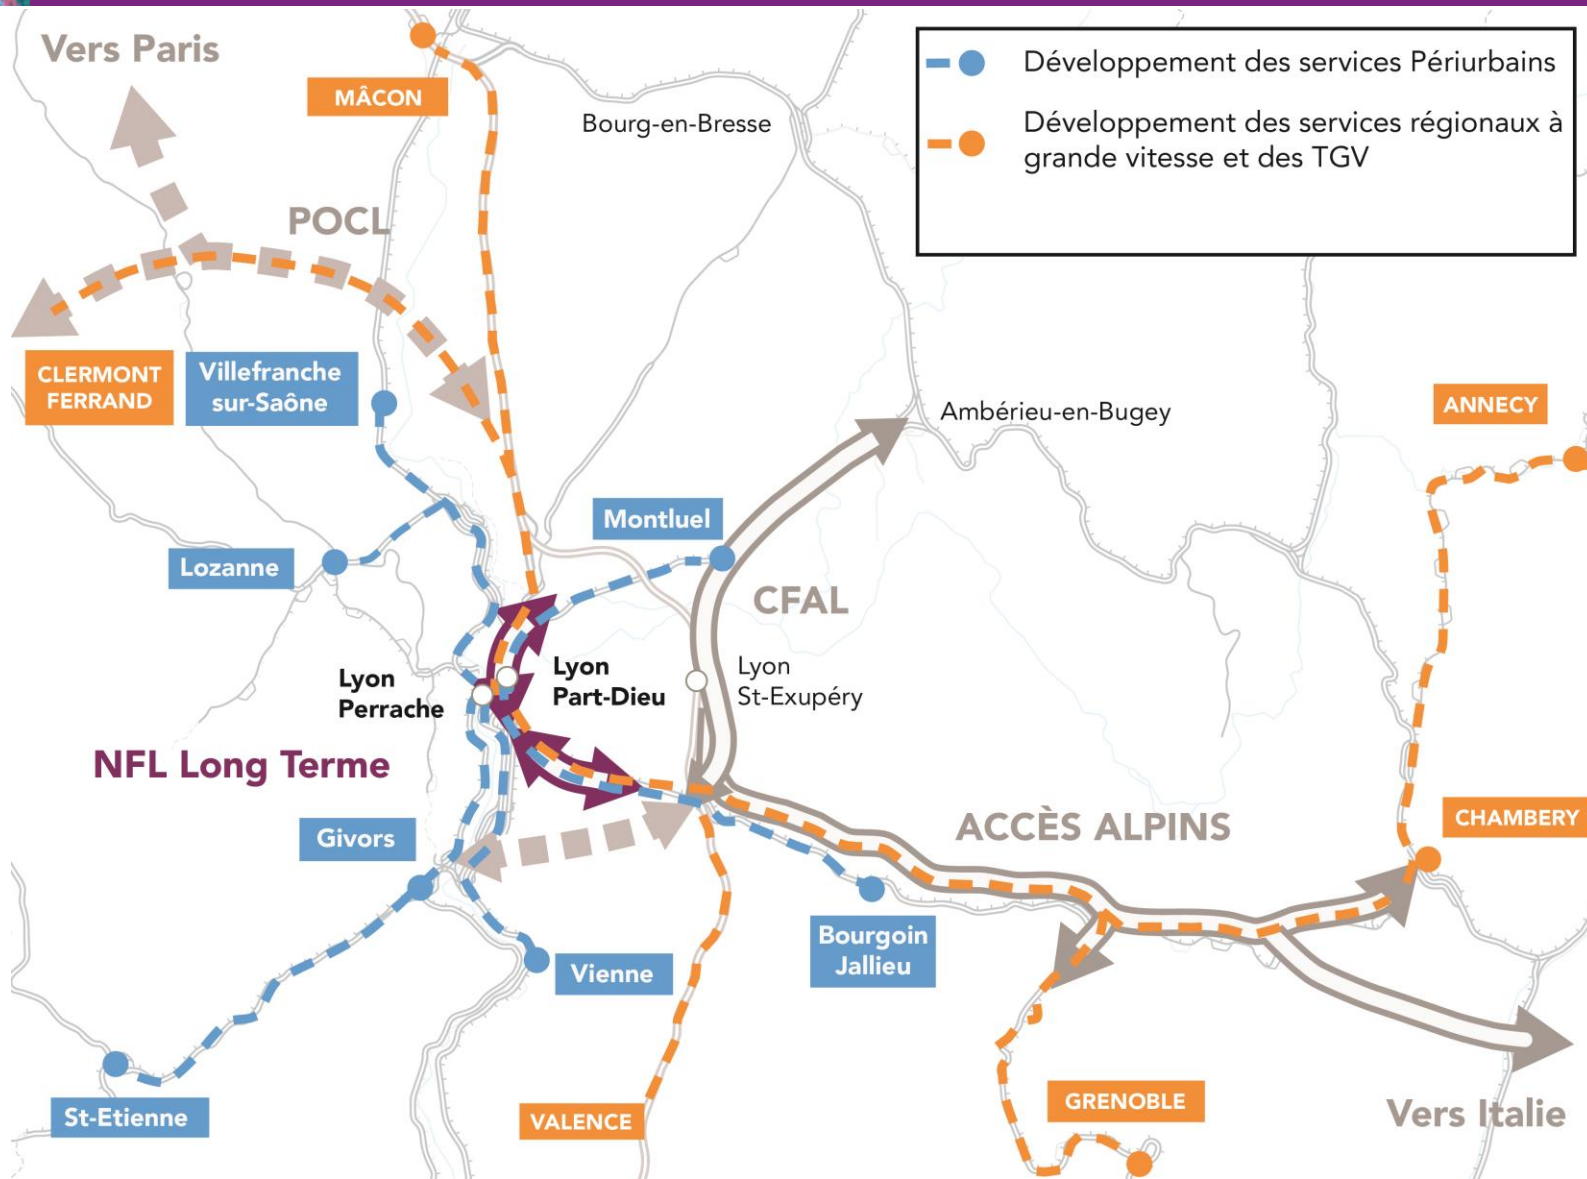 Vers Paris
MÂCON
Bourg-en-Bresse
Développement des services Périurbains
Développement des services régionaux à
grande vitesse et des TGV
POCL
CLERMONT
FERRAND
Villefranche
sur-Saône
Ambérieu-en-Bugey
ANNECY
Montluel
Lozanne
CFAL
Lyon
Perrache
Lyon
Part-Dieu
Lyon
St-Exupéry
NFL Long Terme
Givors
ACCÈS ALPINS
CHAMBERY
Bourgoin
Jallieu
Vienne
St-Etienne
VALENCE
GRENOBLE
Vers Italie